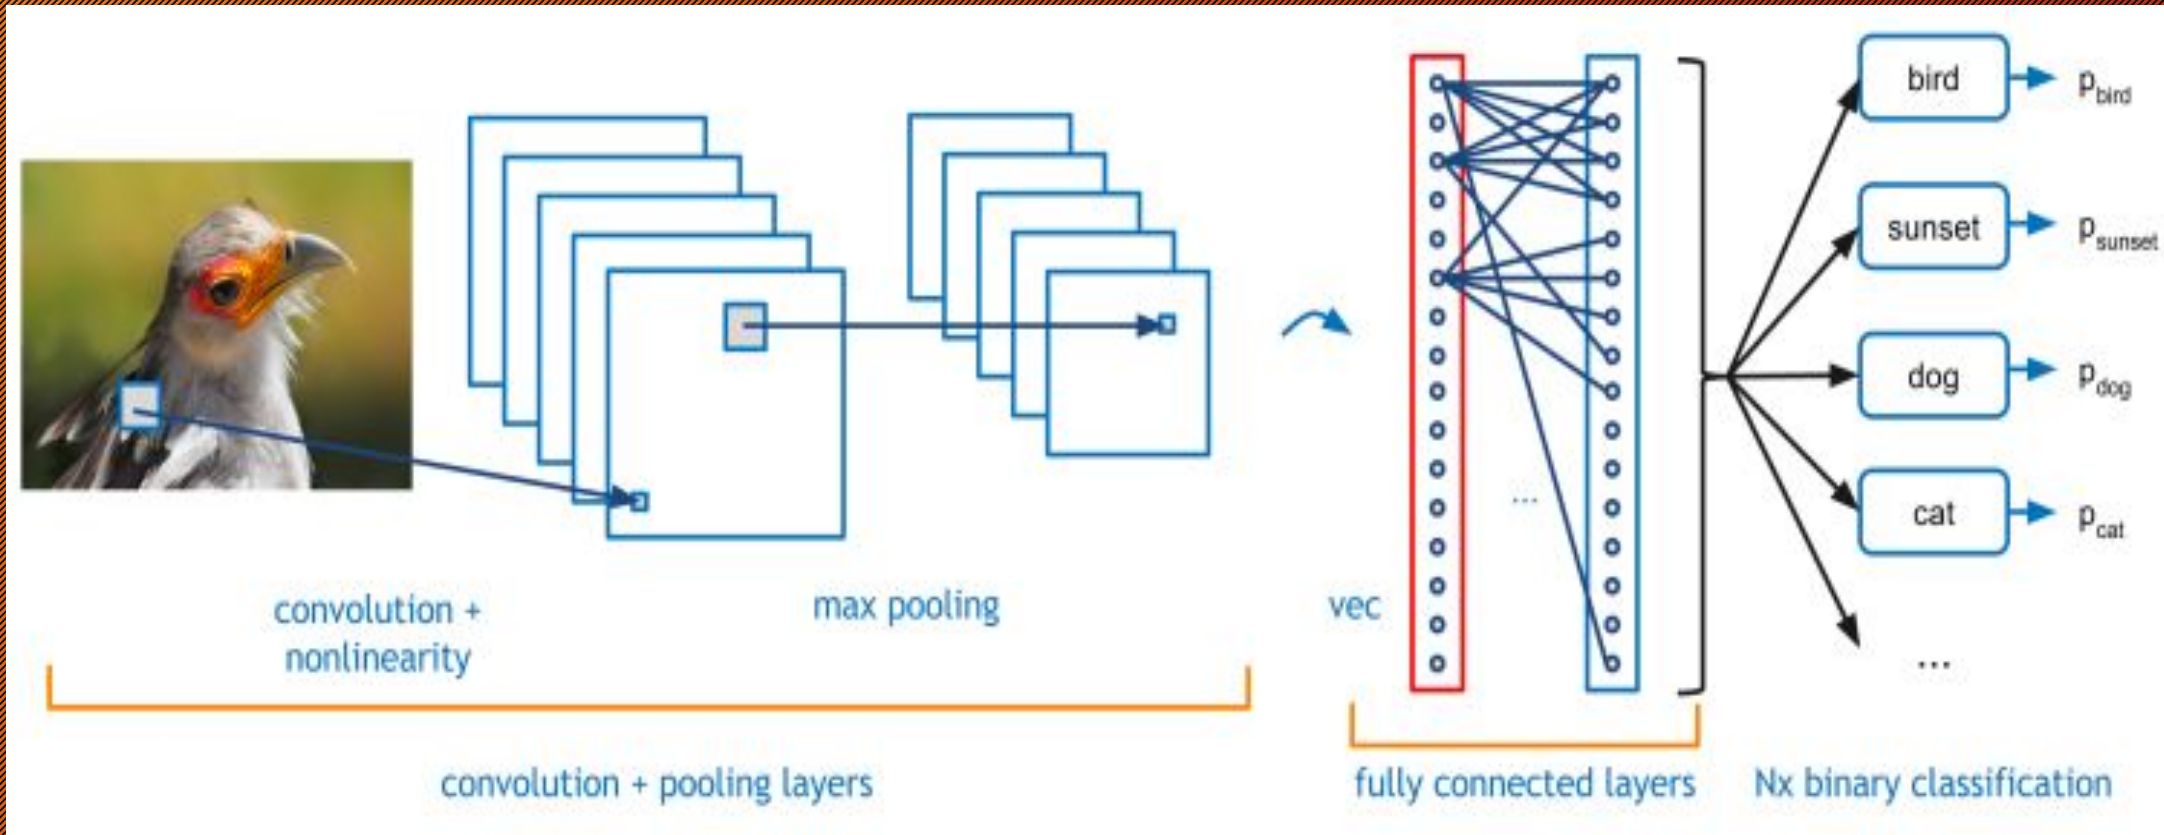 convolution +
nonlinearity
max pooling
vec
convolution + pooling layers
fully connected layers
Nx binary classification
bird
p_bird
sunset
p_sunset
dog
p_dog
cat
p_cat
...
...